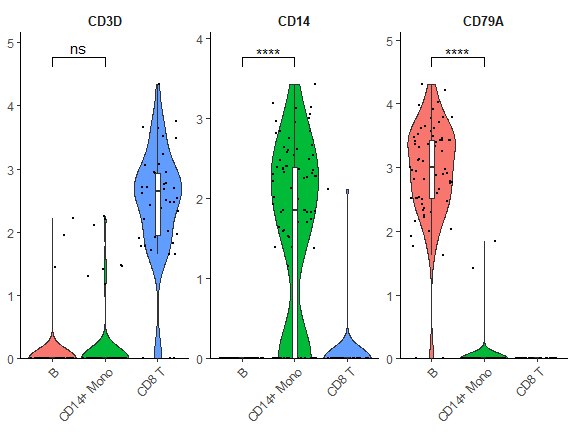 CD3D
CD14
CD79A
ns
****
****
5
4
3
2
1
0
4
3
2
1
0
5
4
3
2
1
0
B
CD14+ Mono
CD8 T
B
CD14+ Mono
CD8 T
B
CD14+ Mono
CD8 T